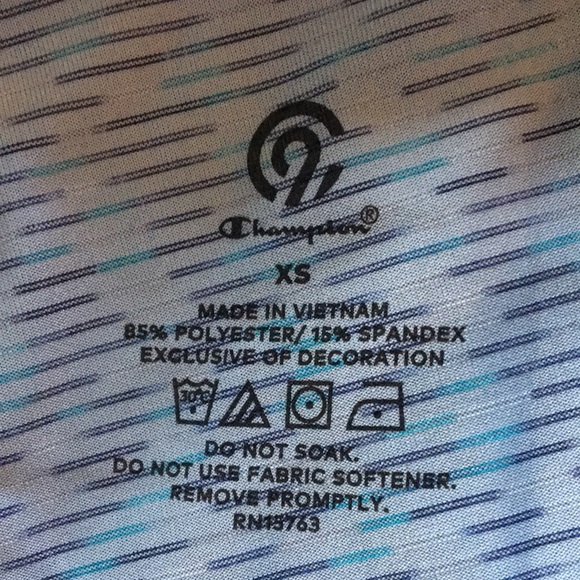 C9
Champion®
XS
MADE IN VIETNAM
85% POLYESTER/ 15% SPANDEX
EXCLUSIVE OF DECORATION
30°C
DO NOT SOAK.
DO NOT USE FABRIC SOFTENER.
REMOVE PROMPTLY.
RN15763